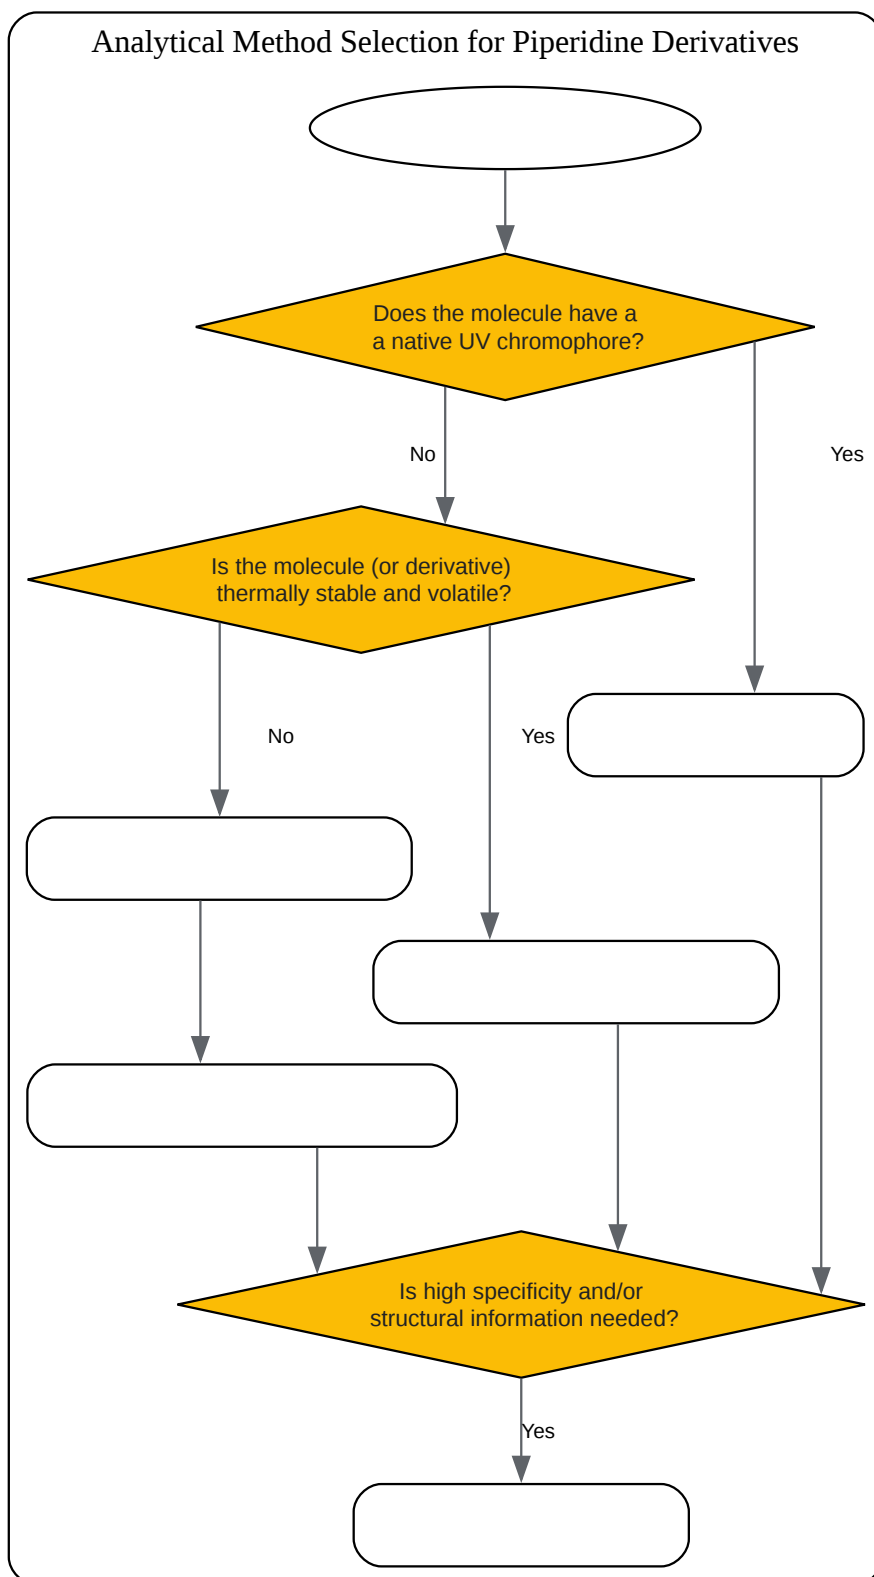 Analytical Method Selection for Piperidine Derivatives
Does the molecule have a
a native UV chromophore?
No
Yes
Is the molecule (or derivative)
thermally stable and volatile?
No
Yes
Is high specificity and/or
structural information needed?
Yes